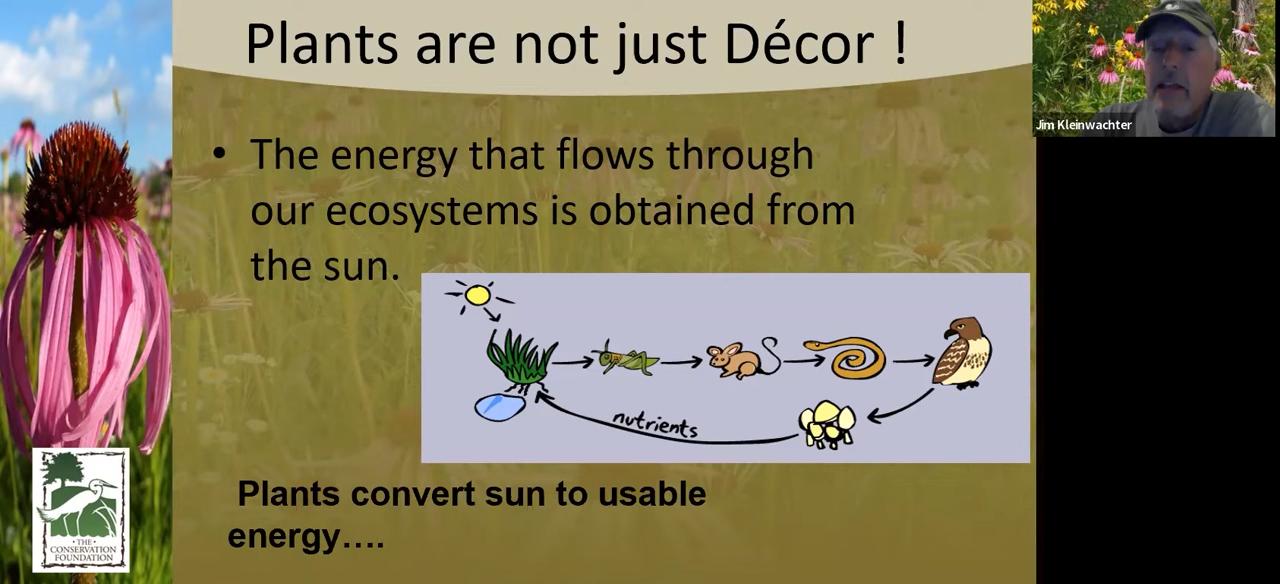 Plants are not just Décor !
Jim Kleinwachter
• The energy that flows through
our ecosystems is obtained from
the sun.
nutrients
Plants convert sun to usable
energy....
• THE •
CONSERVATION
FOUNDATION